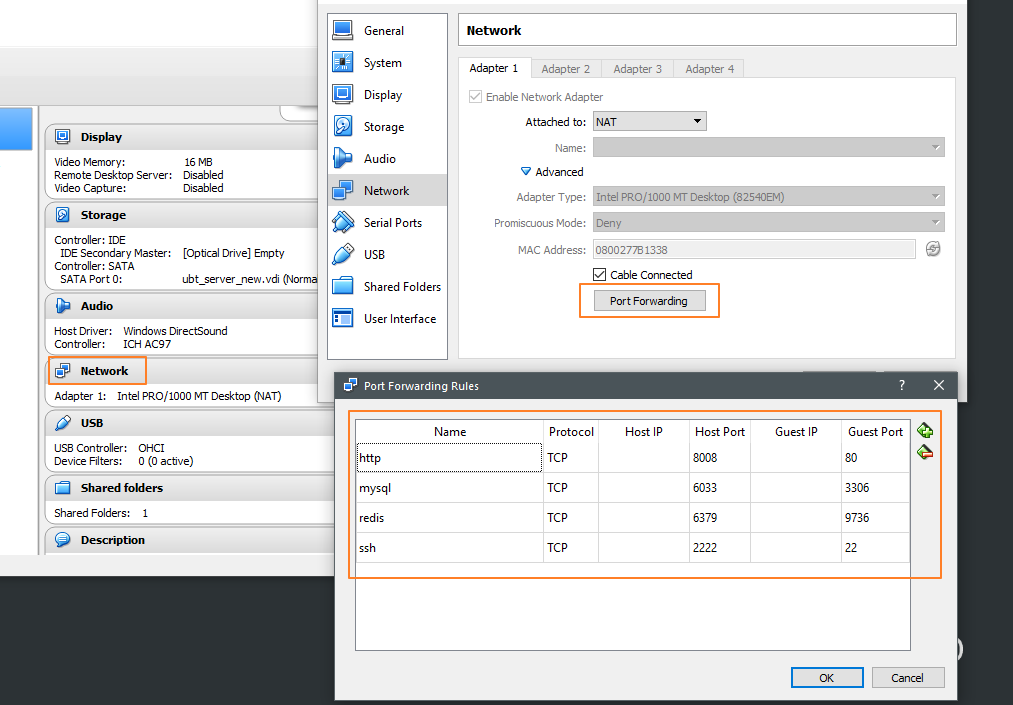 Display
Video Memory: 16 MB
Remote Desktop Server: Disabled
Video Capture: Disabled
Storage
Controller: IDE
IDE Secondary Master: [Optical Drive] Empty
Controller: SATA
SATA Port 0: ubt_server_new.vdi (Norma
Audio
Host Driver: Windows DirectSound
Controller: ICH AC97
Network
Adapter 1: Intel PRO/1000 MT Desktop (NAT)
USB
USB Controller: OHCI
Device Filters: 0 (0 active)
Shared folders
Shared Folders: 1
Description
General
System
Display
Storage
Audio
Network
Serial Ports
USB
Shared Folders
User Interface
Network
Adapter 1 Adapter 2 Adapter 3 Adapter 4
Enable Network Adapter
Attached to: NAT
Name:
Advanced
Adapter Type: Intel PRO/1000 MT Desktop (82540EM)
Promiscuous Mode: Deny
MAC Address: 0800277B1338
Cable Connected
Port Forwarding
Port Forwarding Rules ?
Name Protocol Host IP Host Port Guest IP Guest Port
http TCP 8008 80
mysql TCP 6033 3306
redis TCP 6379 9736
ssh TCP 2222 22
OK Cancel